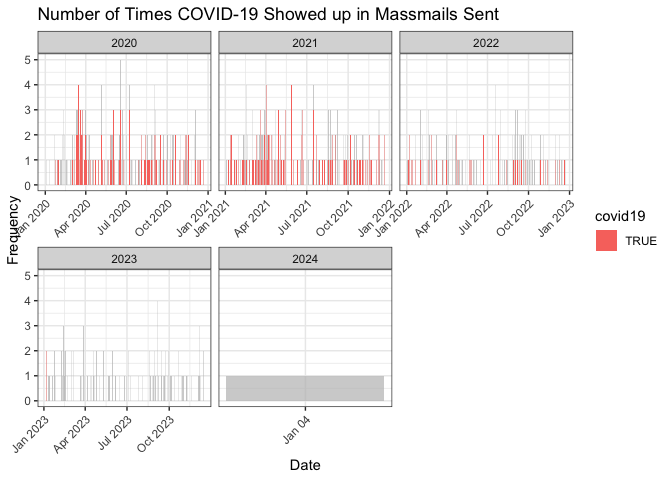 Number of Times COVID-19 Showed up in Massmails Sent
2020
2021
2022
5
4
3
2
1
0
Jan 2020
Apr 2020
Jul 2020
Oct 2020
Jan 2021
Jan 2021
Apr 2021
Jul 2021
Oct 2021
Jan 2022
Jan 2022
Apr 2022
Jul 2022
Oct 2022
Jan 2023
Frequency
covid19
TRUE
2023
2024
5
4
3
2
1
0
Jan 2023
Apr 2023
Jul 2023
Oct 2023
Jan 04
Date